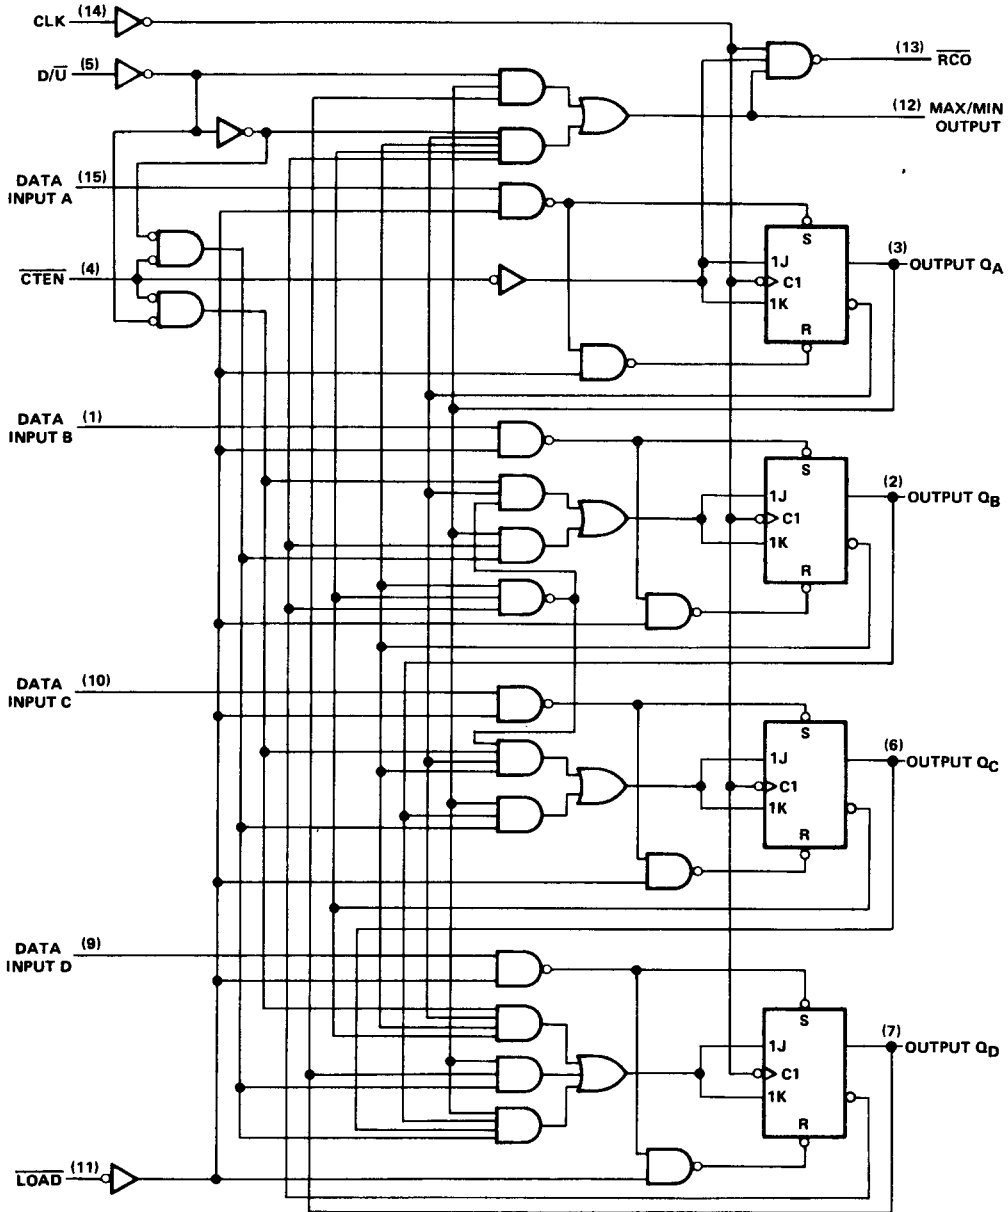 CLK (14)
(13) RCO
D/U (5)
(12) MAX/MIN
OUTPUT
DATA
INPUT A (15)
S
1J
C1
1K
R
(3) OUTPUT QA
CTEN (4)
DATA
INPUT B (1)
S
1J
C1
1K
R
(2) OUTPUT QB
DATA
INPUT C (10)
S
1J
C1
1K
R
(6) OUTPUT QC
DATA
INPUT D (9)
S
1J
C1
1K
R
(7) OUTPUT QD
LOAD (11)